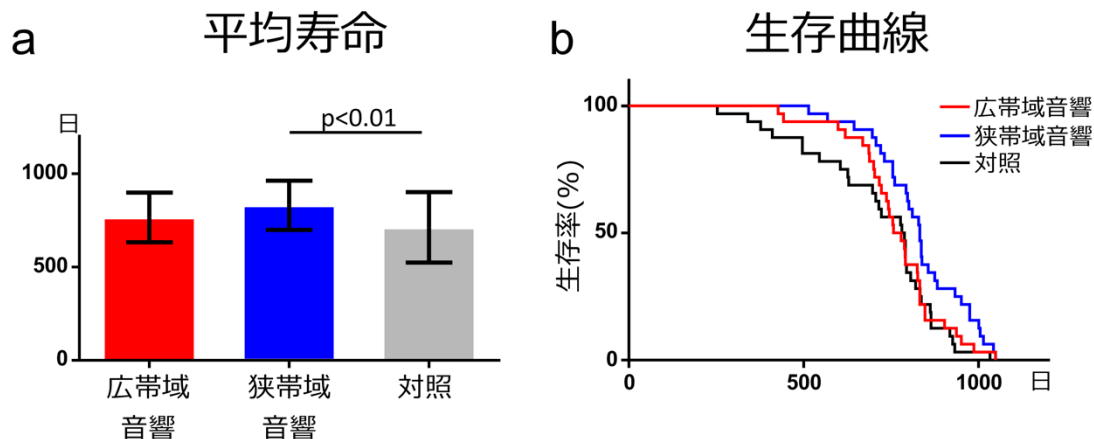 a
平均寿命
日
p<0.01
1000
500
0
広帯域
音響
狭帯域
音響
対照
b
生存曲線
生存率(%)
100
50
0
0
500
1000
日
広帯域音響
狭帯域音響
対照